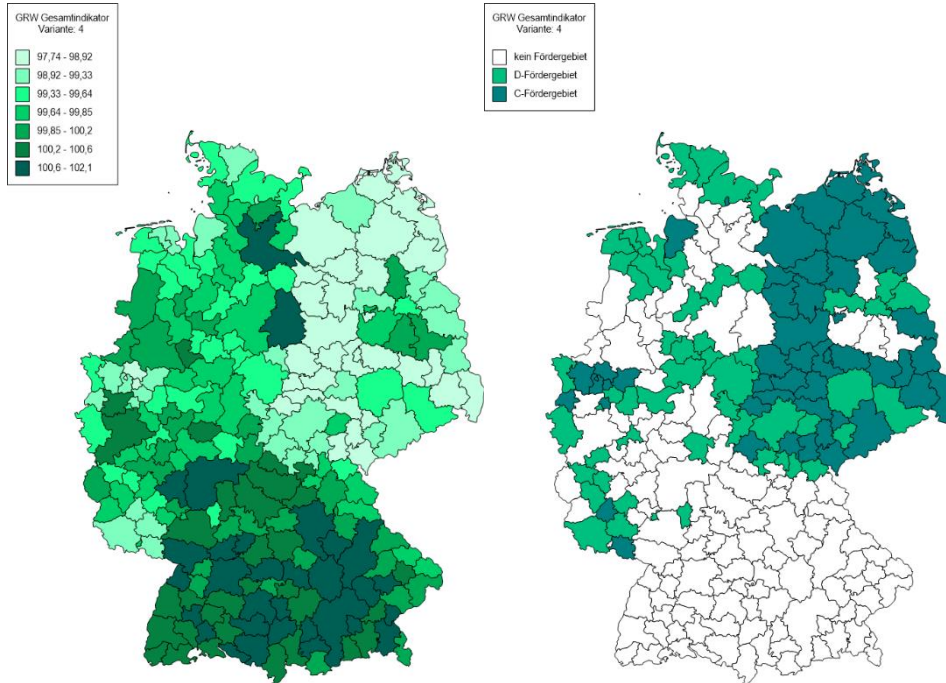 GRW Gesamtindikator
Variante: 4
97,74 - 98,92
98,92 - 99,33
99,33 - 99,64
99,64 - 99,85
99,85 - 100,2
100,2 - 100,6
100,6 - 102,1
GRW Gesamtindikator
Variante: 4
kein Fördergebiet
D-Fördergebiet
C-Fördergebiet